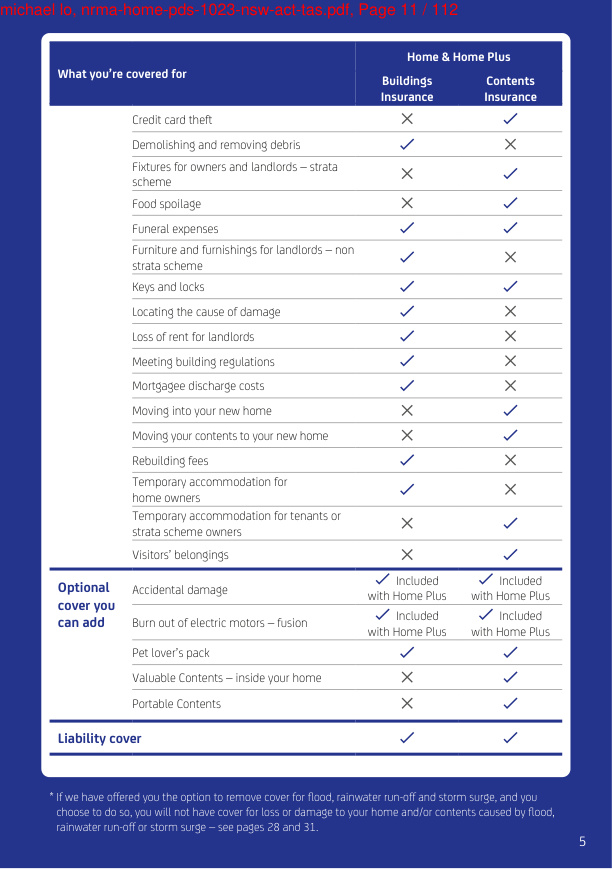 michael lo, nrma-home-pds-1023-nsw-act-tas.pdf, Page 11 / 112
What you're covered for
Home & Home Plus
Buildings Insurance
Contents Insurance
Credit card theft ✗ ✓
Demolishing and removing debris ✓ ✗
Fixtures for owners and landlords – strata
scheme ✗ ✓
Food spoilage ✗ ✓
Funeral expenses ✓ ✓
Furniture and furnishings for landlords – non
strata scheme ✓ ✗
Keys and locks ✓ ✓
Locating the cause of damage ✓ ✗
Loss of rent for landlords ✓ ✗
Meeting building regulations ✓ ✗
Mortgagee discharge costs ✓ ✗
Moving into your new home ✗ ✓
Moving your contents to your new home ✗ ✓
Rebuilding fees ✓ ✗
Temporary accommodation for
home owners ✓ ✗
Temporary accommodation for tenants or
strata scheme owners ✗ ✓
Visitors' belongings ✗ ✓
Optional
cover you
can add
Accidental damage
✓ Included
with Home Plus
✓ Included
with Home Plus
Burn out of electric motors – fusion
✓ Included
with Home Plus
✓ Included
with Home Plus
Pet lover's pack ✓ ✓
Valuable Contents – inside your home ✗ ✓
Portable Contents ✗ ✓
Liability cover ✓ ✓
* If we have offered you the option to remove cover for flood, rainwater run-off and storm surge, and you
choose to do so, you will not have cover for loss or damage to your home and/or contents caused by flood,
rainwater run-off or storm surge – see pages 28 and 31.
5